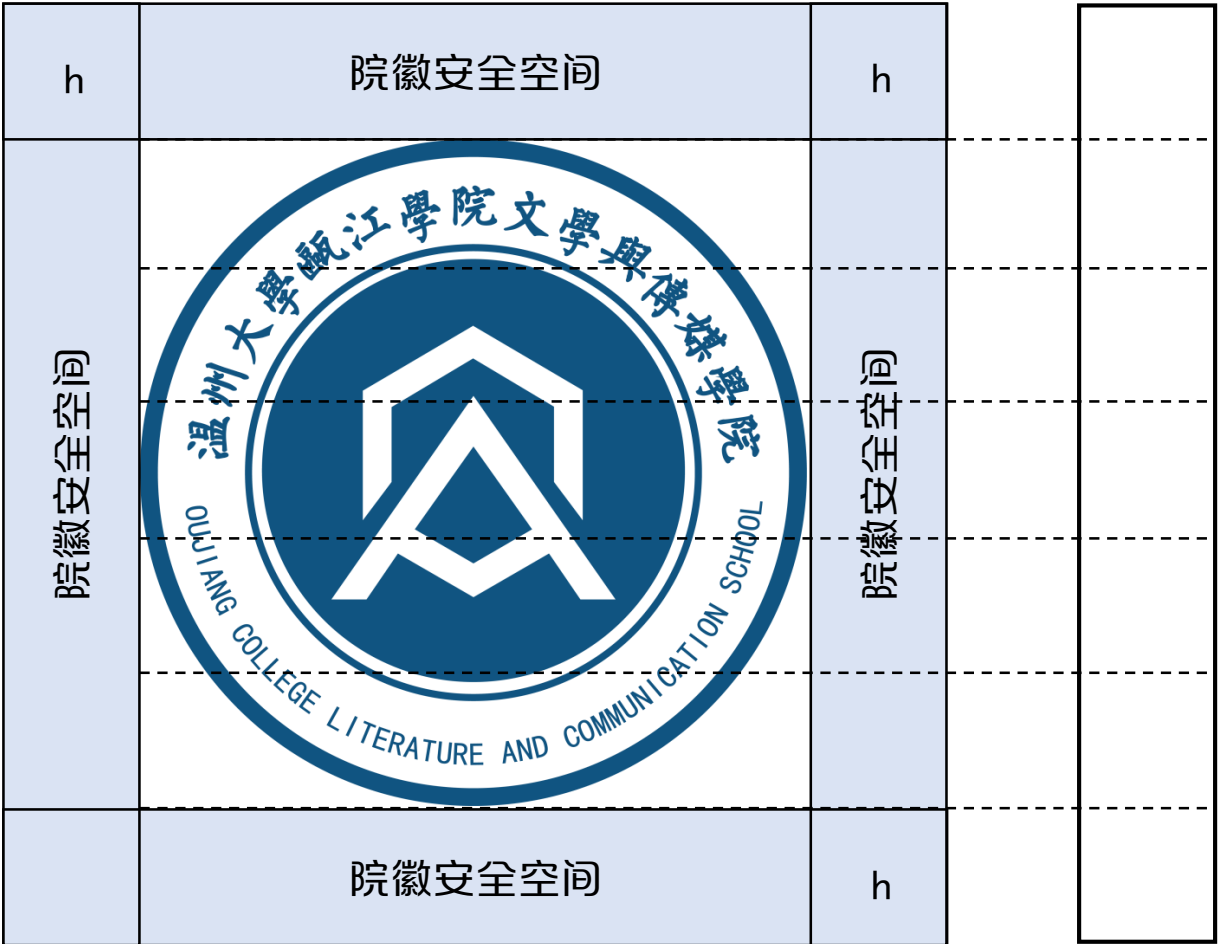 h
院徽安全空间
h
院徽安全空间
溫州大學甌江學院文學與傳媒學院
OUJIANG COLLEGE LITERATURE AND COMMUNICATION SCHOOL
院徽安全空间
院徽安全空间
h